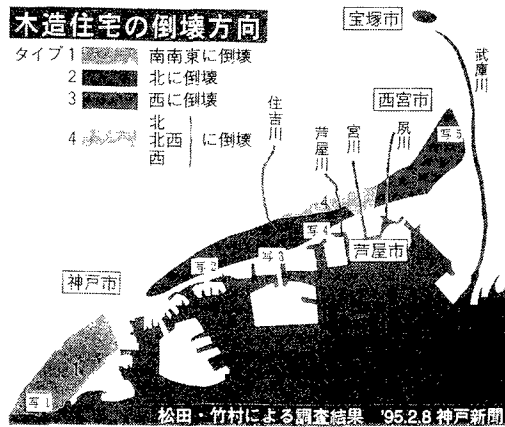 木造住宅の倒壊方向
タイプ1 南南東に倒壊
2 北に倒壊
3 西に倒壊
4 北 北西 西 に倒壊
宝塚市
武庫川
西宮市
住吉川
芦屋川
宮川
夙川
写5
4
写4
芦屋市
写3
写2
神戸市
1
写1
松田・竹村による調査結果 '95.2.8 神戸新聞